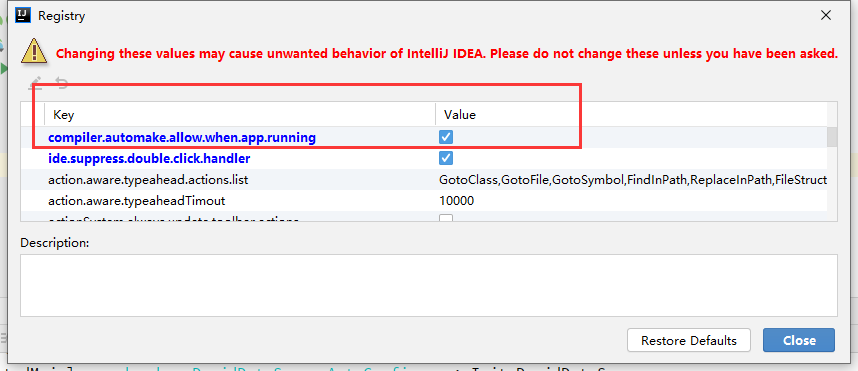 Registry
Changing these values may cause unwanted behavior of IntelliJ IDEA. Please do not change these unless you have been asked.
Key Value
compiler.automake.allow.when.app.running
ide.suppress.double.click.handler
action.aware.typeahead.actions.list GotoClass,GotoFile,GotoSymbol,FindInPath,ReplaceInPath,FileStruct
action.aware.typeaheadTimout 10000
Description:
Restore Defaults Close